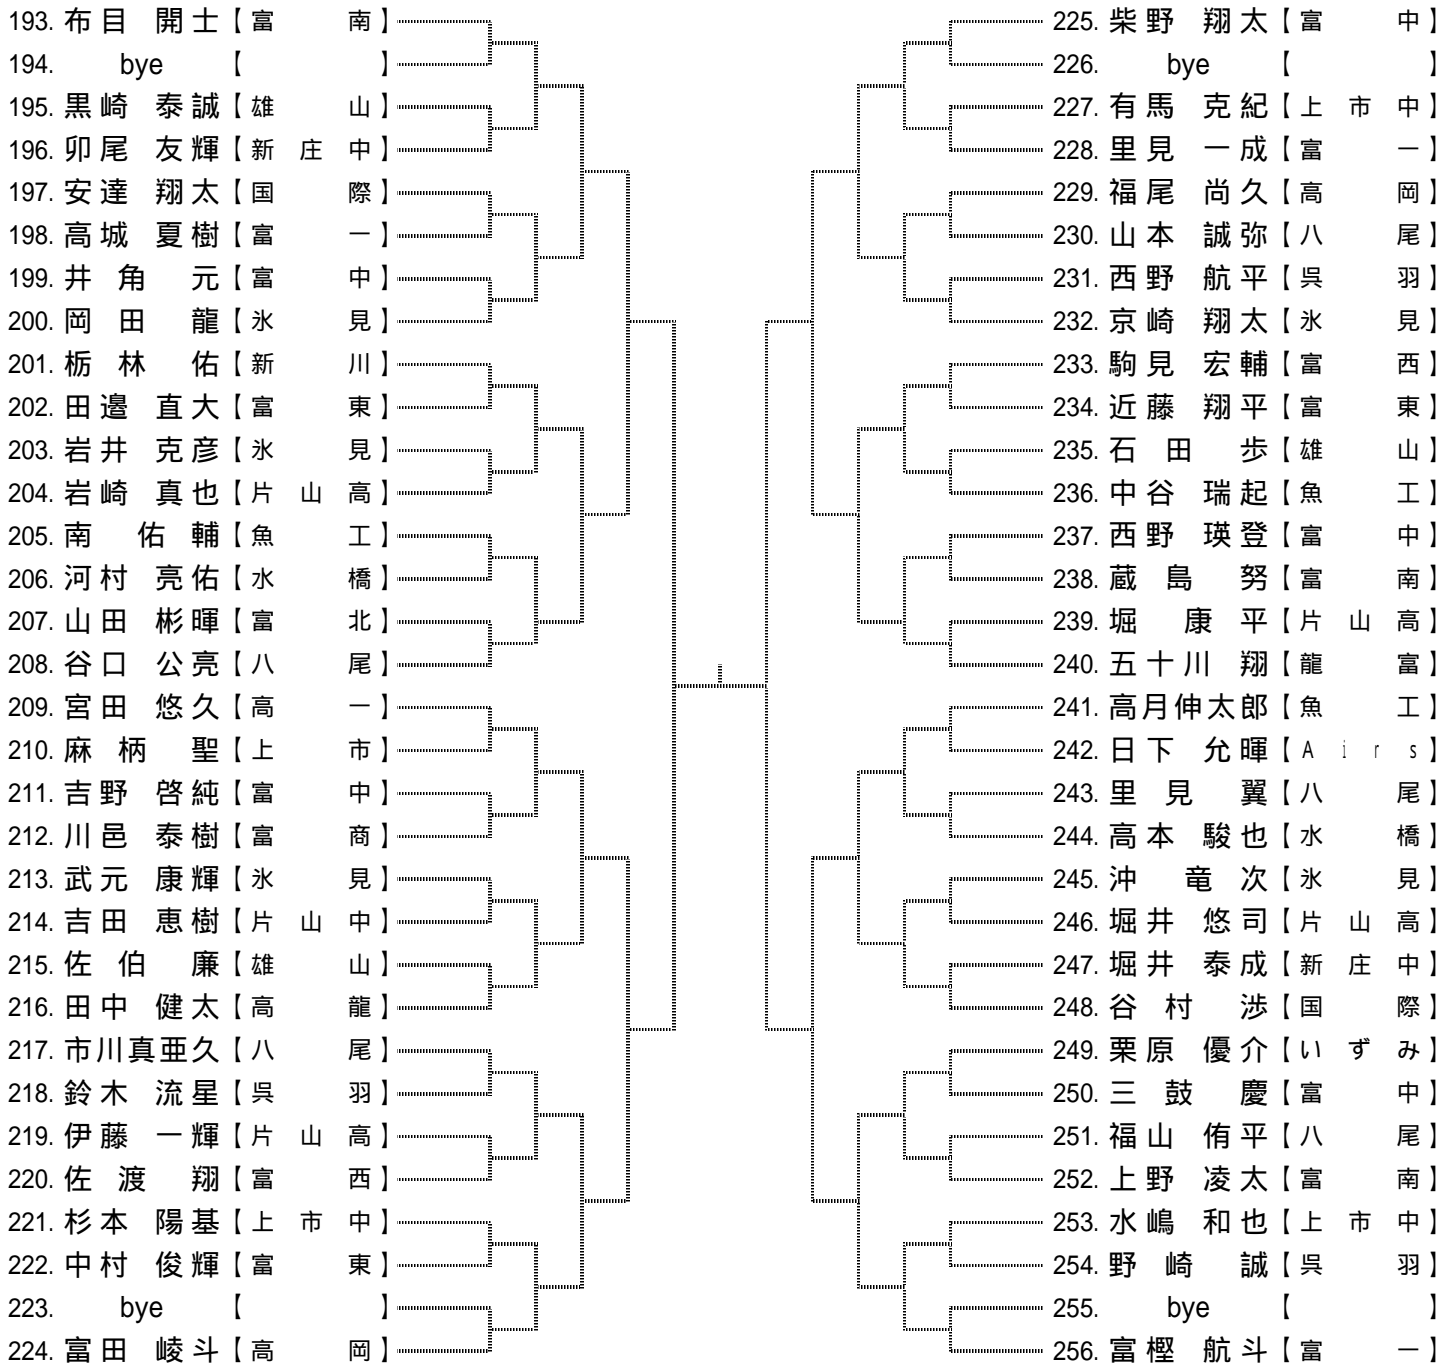 193. 布目 開士【富 南】
194. bye 【 】
195. 黒崎 泰誠【雄 山】
196. 卯尾 友輝【新 庄 中】
197. 安達 翔太【国 際】
198. 高城 夏樹【富 一】
199. 井角 元【富 中】
200. 岡田 龍【氷 見】
201. 栃林 佑【新 川】
202. 田邉 直大【富 東】
203. 岩井 克彦【氷 見】
204. 岩崎 真也【片 山 高】
205. 南 佑輔【魚 工】
206. 河村 亮佑【水 橋】
207. 山田 彬暉【富 北】
208. 谷口 公亮【八 尾】
209. 宮田 悠久【高 一】
210. 麻柄 聖【上 市】
211. 吉野 啓純【富 中】
212. 川邑 泰樹【富 商】
213. 武元 康輝【氷 見】
214. 吉田 恵樹【片 山 中】
215. 佐伯 廉【雄 山】
216. 田中 健太【高 龍】
217. 市川真亜久【八 尾】
218. 鈴木 流星【呉 羽】
219. 伊藤 一輝【片 山 高】
220. 佐渡 翔【富 西】
221. 杉本 陽基【上 市 中】
222. 中村 俊輝【富 東】
223. bye 【 】
224. 富田 崚斗【高 岡】
225. 柴野 翔太【富 中】
226. bye 【 】
227. 有馬 克紀【上 市 中】
228. 里見 一成【富 一】
229. 福尾 尚久【高 岡】
230. 山本 誠弥【八 尾】
231. 西野 航平【呉 羽】
232. 京崎 翔太【氷 見】
233. 駒見 宏輔【富 西】
234. 近藤 翔平【富 東】
235. 石田 歩【雄 山】
236. 中谷 瑞起【魚 工】
237. 西野 瑛登【富 中】
238. 蔵島 努【富 南】
239. 堀 康平【片 山 高】
240. 五十川 翔【龍 富】
241. 高月伸太郎【魚 工】
242. 日下 允暉【A i r s】
243. 里見 翼【八 尾】
244. 高本 駿也【水 橋】
245. 沖 竜次【氷 見】
246. 堀井 悠司【片 山 高】
247. 堀井 泰成【新 庄 中】
248. 谷村 渉【国 際】
249. 栗原 優介【い ず み】
250. 三鼓 慶【富 中】
251. 福山 侑平【八 尾】
252. 上野 凌太【富 南】
253. 水嶋 和也【上 市 中】
254. 野崎 誠【呉 羽】
255. bye 【 】
256. 富樫 航斗【富 一】